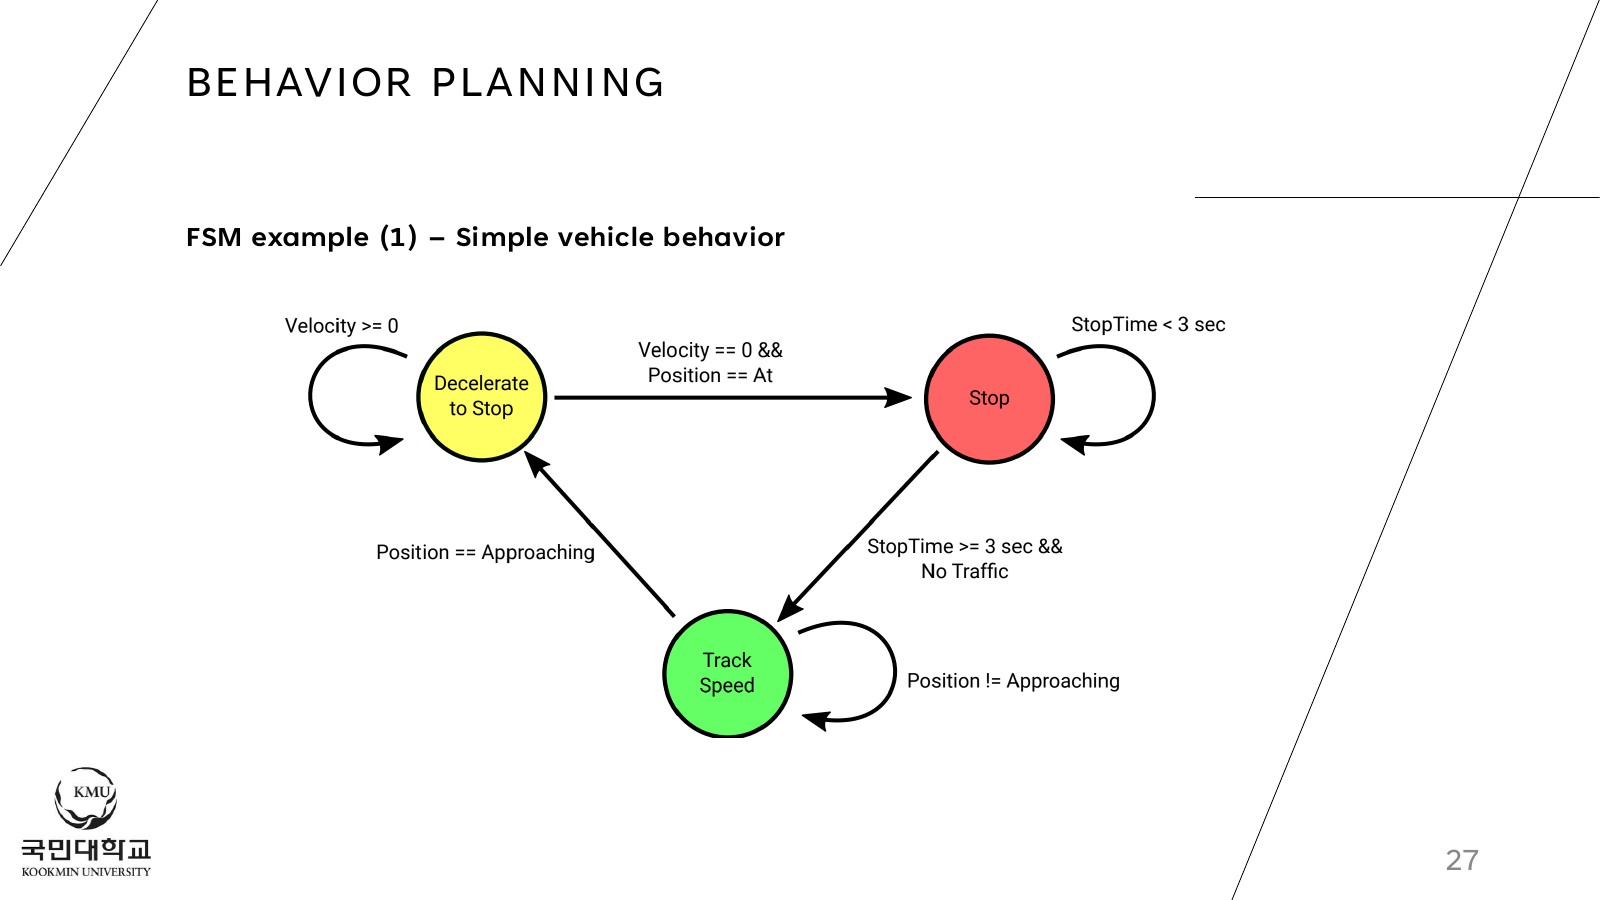 BEHAVIOR PLANNING
FSM example (1) – Simple vehicle behavior
Velocity >= 0
Decelerate
to Stop
Velocity == 0 &&
Position == At
Stop
StopTime < 3 sec
Position == Approaching
StopTime >= 3 sec &&
No Traffic
Track
Speed
Position != Approaching
KMU
국민대학교
KOOKMIN UNIVERSITY
27